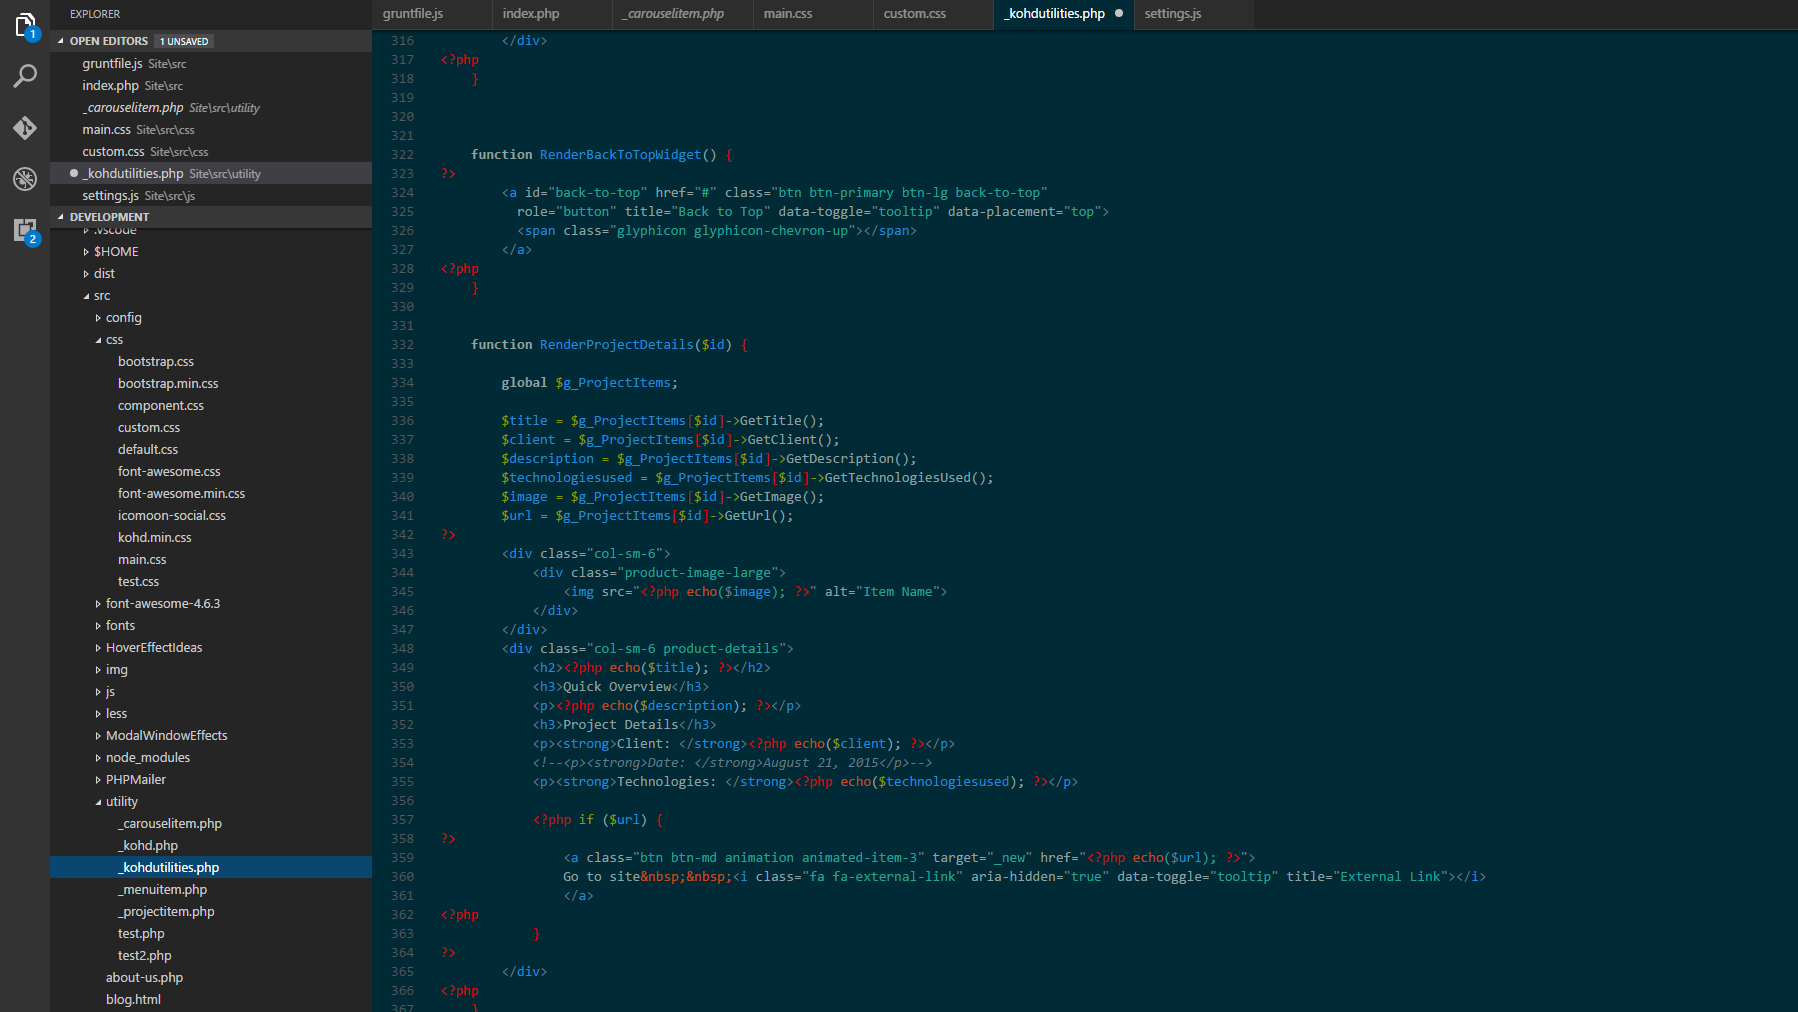 EXPLORER
OPEN EDITORS 1 UNSAVED
gruntfile.js Site\src
index.php Site\src
_carouselitem.php Site\src\utility
main.css Site\src\css
custom.css Site\src\css
_kohdutilities.php Site\src\utility
settings.js Site\src\js
DEVELOPMENT
.vscode
$HOME
dist
src
config
css
bootstrap.css
bootstrap.min.css
component.css
custom.css
default.css
font-awesome.css
font-awesome.min.css
icomoon-social.css
kohd.min.css
main.css
test.css
font-awesome-4.6.3
fonts
HoverEffectIdeas
img
js
less
ModalWindowEffects
node_modules
PHPMailer
utility
_carouselitem.php
_kohd.php
_kohdutilities.php
_menuitem.php
_projectitem.php
test.php
test2.php
about-us.php
blog.html
1
2
gruntfile.js index.php _carouselitem.php main.css custom.css _kohdutilities.php settings.js
316 </div>
317 <?php
318 }
319
320
321
322 function RenderBackToTopWidget() {
323 ?>
324 <a id="back-to-top" href="#" class="btn btn-primary btn-lg back-to-top"
325 role="button" title="Back to Top" data-toggle="tooltip" data-placement="top">
326 <span class="glyphicon glyphicon-chevron-up"></span>
327 </a>
328 <?php
329 }
330
331
332 function RenderProjectDetails($id) {
333
334 global $g_ProjectItems;
335
336 $title = $g_ProjectItems[$id]->GetTitle();
337 $client = $g_ProjectItems[$id]->GetClient();
338 $description = $g_ProjectItems[$id]->GetDescription();
339 $technologiesused = $g_ProjectItems[$id]->GetTechnologiesUsed();
340 $image = $g_ProjectItems[$id]->GetImage();
341 $url = $g_ProjectItems[$id]->GetUrl();
342 ?>
343 <div class="col-sm-6">
344 <div class="product-image-large">
345 <img src="<?php echo($image); ?>" alt="Item Name">
346 </div>
347 </div>
348 <div class="col-sm-6 product-details">
349 <h2><?php echo($title); ?></h2>
350 <h3>Quick Overview</h3>
351 <p><?php echo($description); ?></p>
352 <h3>Project Details</h3>
353 <p><strong>Client: </strong><?php echo($client); ?></p>
354 <!--<p><strong>Date: </strong>August 21, 2015</p>-->
355 <p><strong>Technologies: </strong><?php echo($technologiesused); ?></p>
356
357 <?php if ($url) {
358 ?>
359 <a class="btn btn-md animation animated-item-3" target="_new" href="<?php echo($url); ?>">
360 Go to site&nbsp;&nbsp;<i class="fa fa-external-link" aria-hidden="true" data-toggle="tooltip" title="External Link"></i>
361 </a>
362 <?php
363 }
364 ?>
365 </div>
366 <?php
367 }